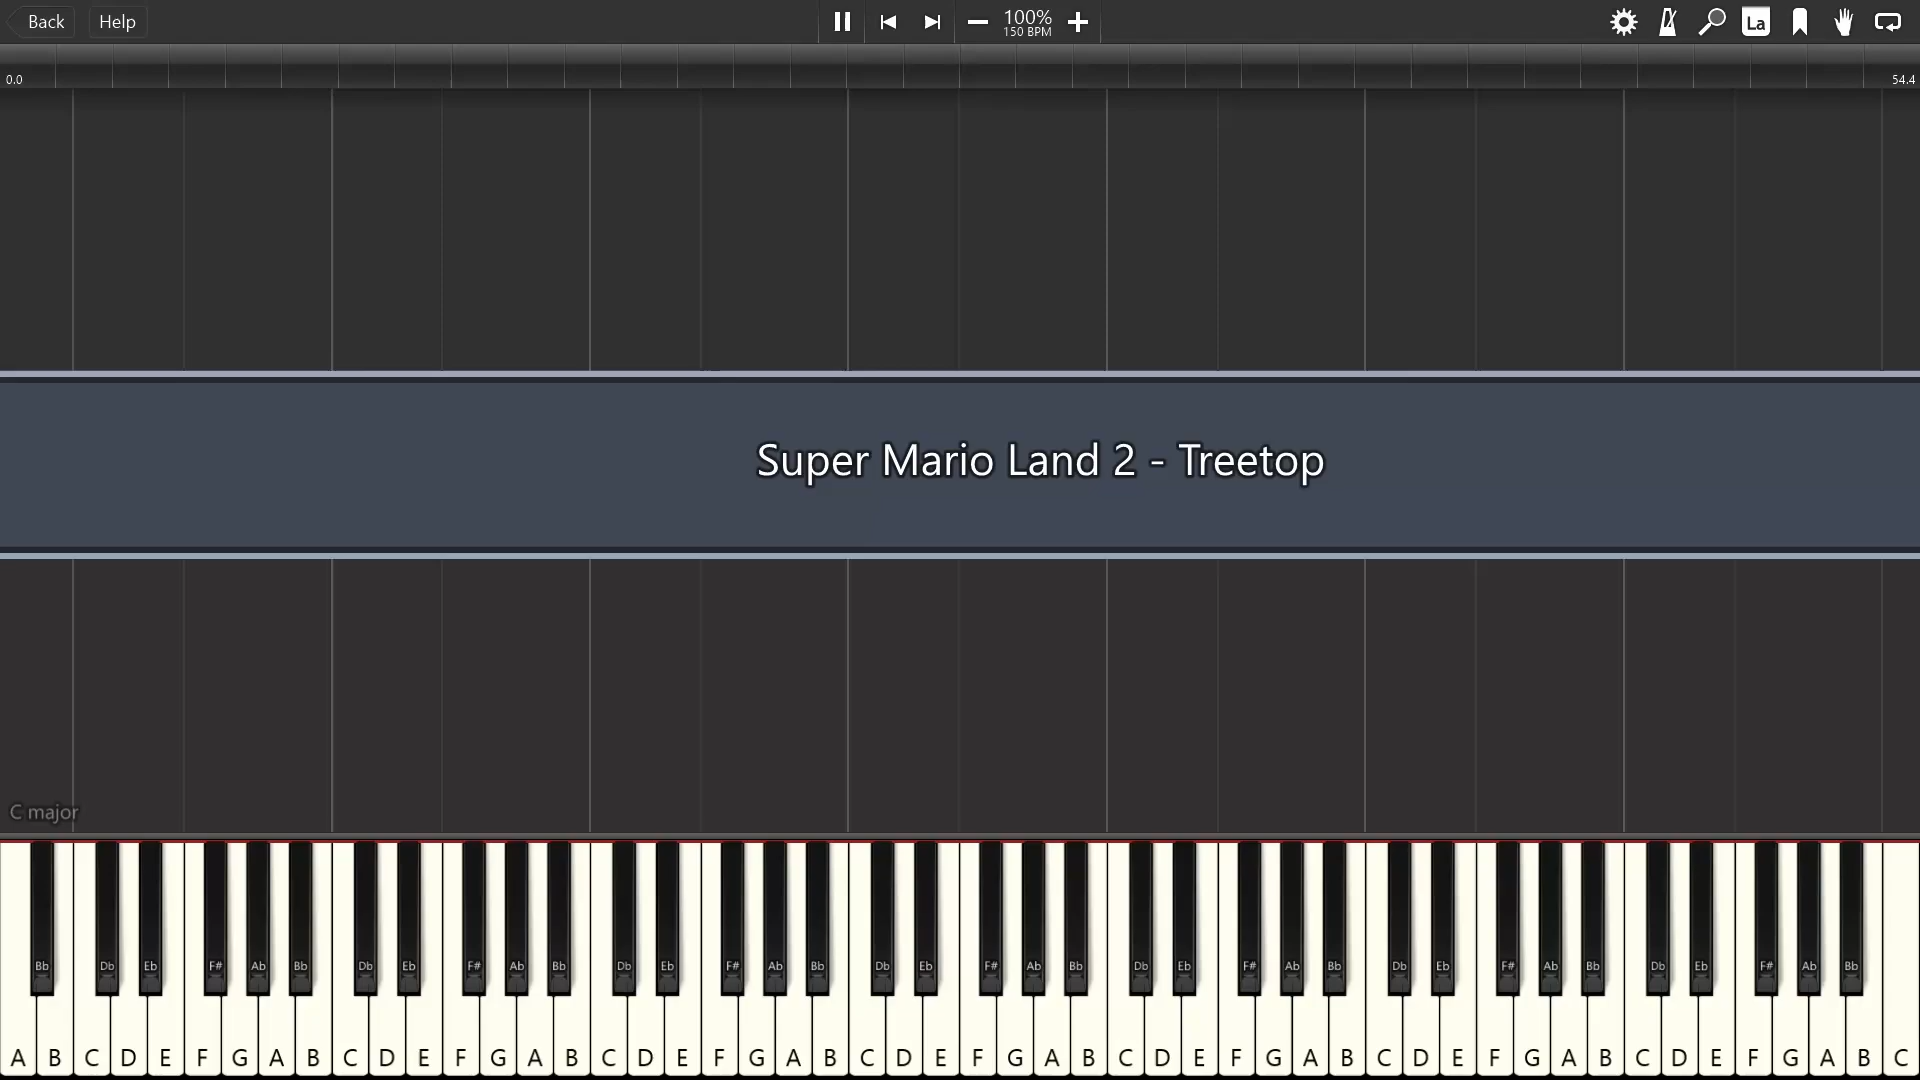 Back Help 100% La
150 BPM
0.0 54.4
Super Mario Land 2 - Treetop
C major
Bb Db Eb F# Ab Bb Db Eb F# Ab Bb Db Eb F# Ab Bb Db Eb F# Ab Bb Db Eb F# Ab Bb Db Eb F# Ab Bb Db Eb F# Ab Bb
A B C D E F G A B C D E F G A B C D E F G A B C D E F G A B C D E F G A B C D E F G A B C D E F G A B C